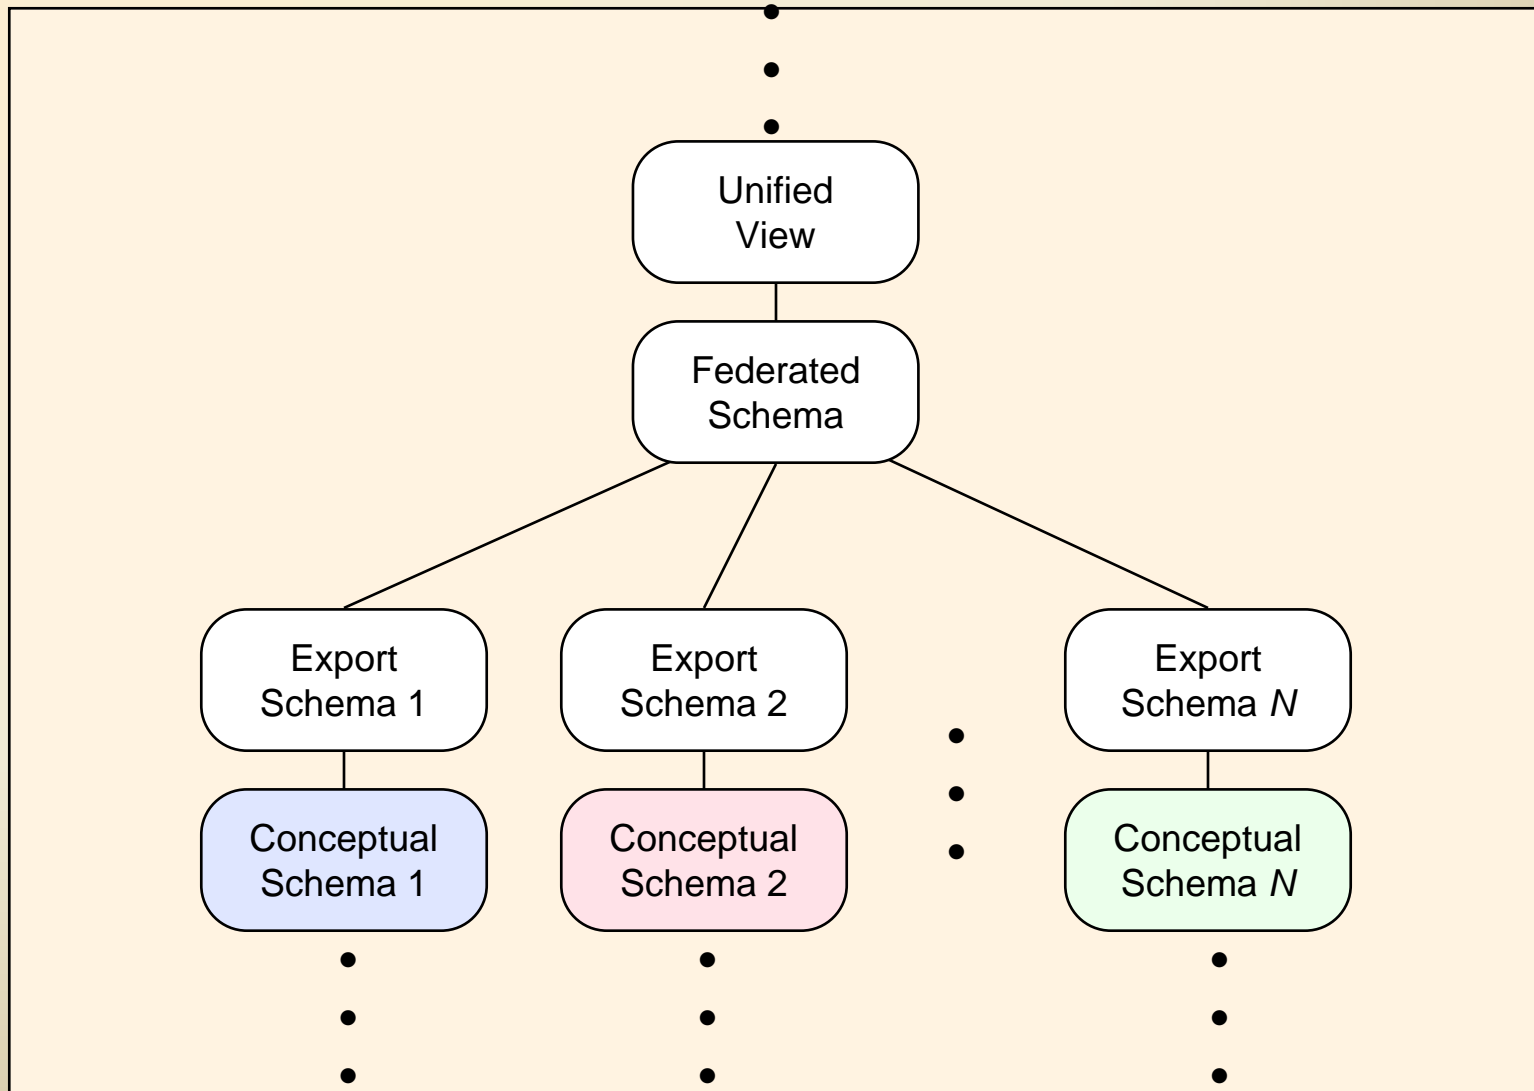 Unified
View
Federated
Schema
Export
Schema 1
Export
Schema 2
Export
Schema N
Conceptual
Schema 1
Conceptual
Schema 2
Conceptual
Schema N